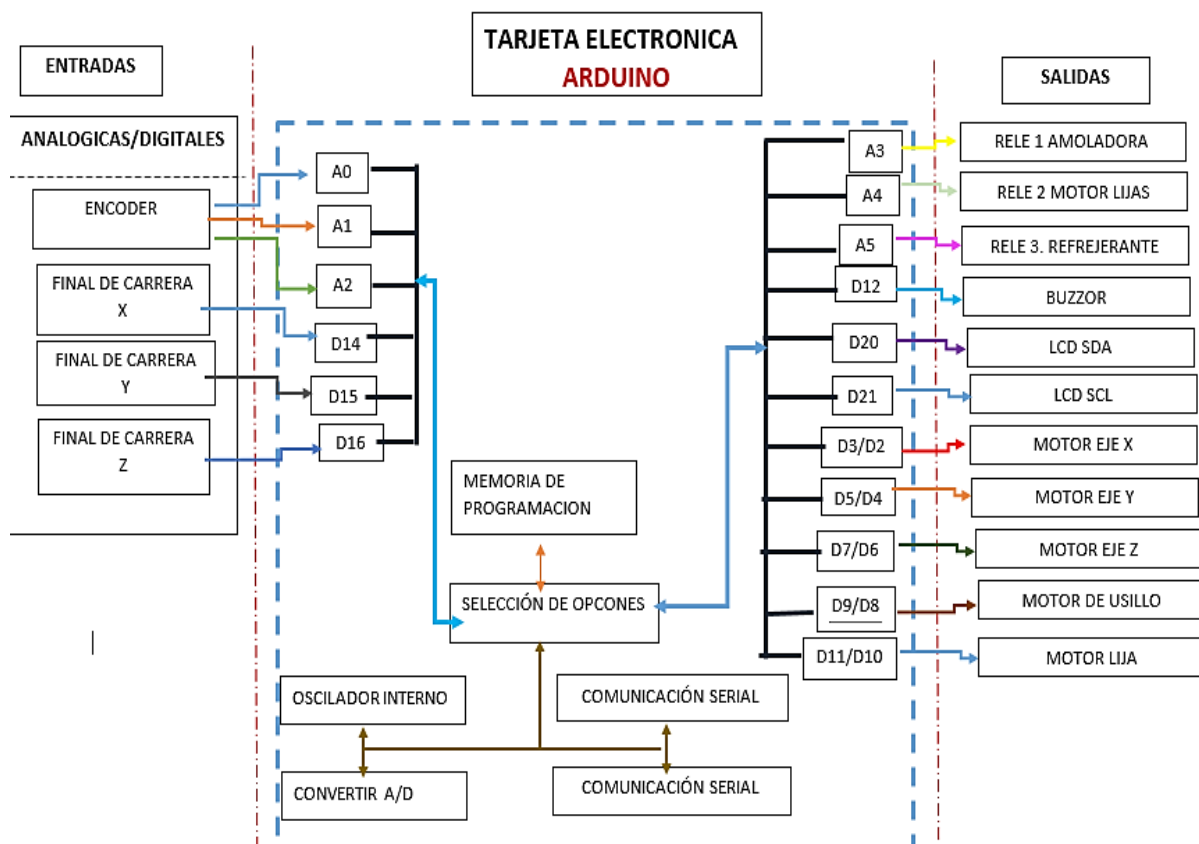 TARJETA ELECTRONICA
ARDUINO
ENTRADAS
ANALOGICAS/DIGITALES
ENCODER
FINAL DE CARRERA
X
FINAL DE CARRERA
Y
FINAL DE CARRERA
Z
A0
A1
A2
D14
D15
D16
MEMORIA DE
PROGRAMACION
SELECCIÓN DE OPCONES
OSCILADOR INTERNO
CONVERTIR A/D
COMUNICACIÓN SERIAL
COMUNICACIÓN SERIAL
A3
A4
A5
D12
D20
D21
D3/D2
D5/D4
D7/D6
D9/D8
D11/D10
SALIDAS
RELE 1 AMOLADORA
RELE 2 MOTOR LIJAS
RELE 3. REFREJERANTE
BUZZOR
LCD SDA
LCD SCL
MOTOR EJE X
MOTOR EJE Y
MOTOR EJE Z
MOTOR DE USILLO
MOTOR LIJA